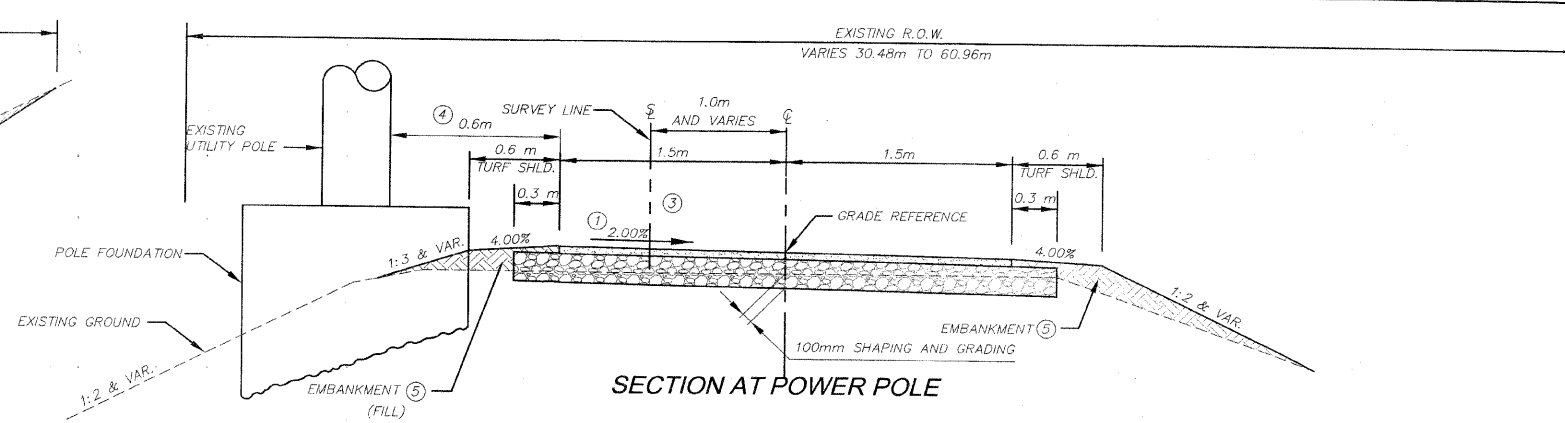 EXISTING R.O.W.
VARIES 30.48m TO 60.96m
SURVEY LINE
℄
1.0m
AND VARIES
℄
④
0.6m
EXISTING
UTILITY POLE
0.6 m
TURF SHLD.
1.5m
1.5m
0.6 m
TURF SHLD.
0.3 m
0.3 m
③
①
2.00%
GRADE REFERENCE
4.00%
4.00%
POLE FOUNDATION
1:3 & VAR.
1:2 & VAR.
EXISTING GROUND
EMBANKMENT ⑤
100mm SHAPING AND GRADING
1:2 & VAR.
EMBANKMENT ⑤
(FILL)
SECTION AT POWER POLE